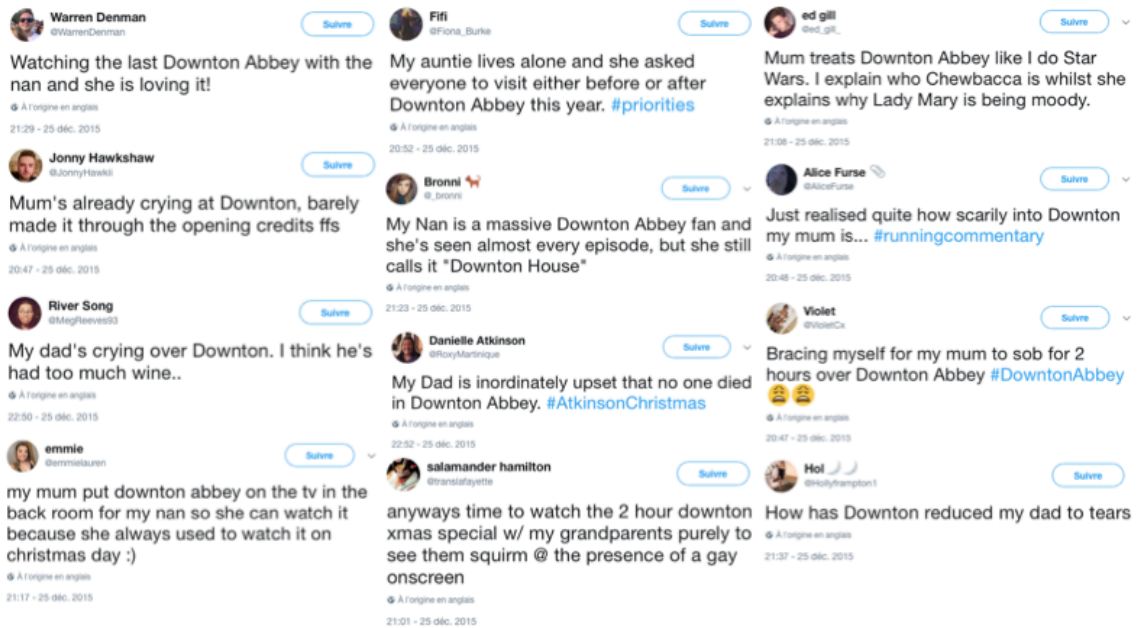 Warren Denman
@WarrenDenman
Suivre
Watching the last Downton Abbey with the
nan and she is loving it!
À l'origine en anglais
21:29 - 25 déc. 2015
Jonny Hawkshaw
@JonnyHawkii
Suivre
Mum's already crying at Downton, barely
made it through the opening credits ffs
À l'origine en anglais
20:47 - 25 déc. 2015
River Song
@MegReeves93
Suivre
My dad's crying over Downton. I think he's
had too much wine..
À l'origine en anglais
22:50 - 25 déc. 2015
emmie
@emmielauren
Suivre
my mum put downton abbey on the tv in the
back room for my nan so she can watch it
because she always used to watch it on
christmas day :)
À l'origine en anglais
21:17 - 25 déc. 2015
Fifi
@Fiona_Burke
Suivre
My auntie lives alone and she asked
everyone to visit either before or after
Downton Abbey this year. #priorities
À l'origine en anglais
20:52 - 25 déc. 2015
Bronni
@_bronni
Suivre
My Nan is a massive Downton Abbey fan and
she's seen almost every episode, but she still
calls it "Downton House"
À l'origine en anglais
21:23 - 25 déc. 2015
Danielle Atkinson
@RoxyMartinique
Suivre
My Dad is inordinately upset that no one died
in Downton Abbey. #AtkinsonChristmas
À l'origine en anglais
22:52 - 25 déc. 2015
salamander hamilton
@translafayette
Suivre
anyways time to watch the 2 hour downton
xmas special w/ my grandparents purely to
see them squirm @ the presence of a gay
onscreen
À l'origine en anglais
21:01 - 25 déc. 2015
ed gill
@ed_gill_
Suivre
Mum treats Downton Abbey like I do Star
Wars. I explain who Chewbacca is whilst she
explains why Lady Mary is being moody.
À l'origine en anglais
21:08 - 25 déc. 2015
Alice Furse
@AliceFurse
Suivre
Just realised quite how scarily into Downton
my mum is... #runningcommentary
À l'origine en anglais
20:48 - 25 déc. 2015
Violet
@VioletCx
Suivre
Bracing myself for my mum to sob for 2
hours over Downton Abbey #DowntonAbbey
😩😩
À l'origine en anglais
20:47 - 25 déc. 2015
Hol
@Hollyframpton1
Suivre
How has Downton reduced my dad to tears
À l'origine en anglais
21:37 - 25 déc. 2015